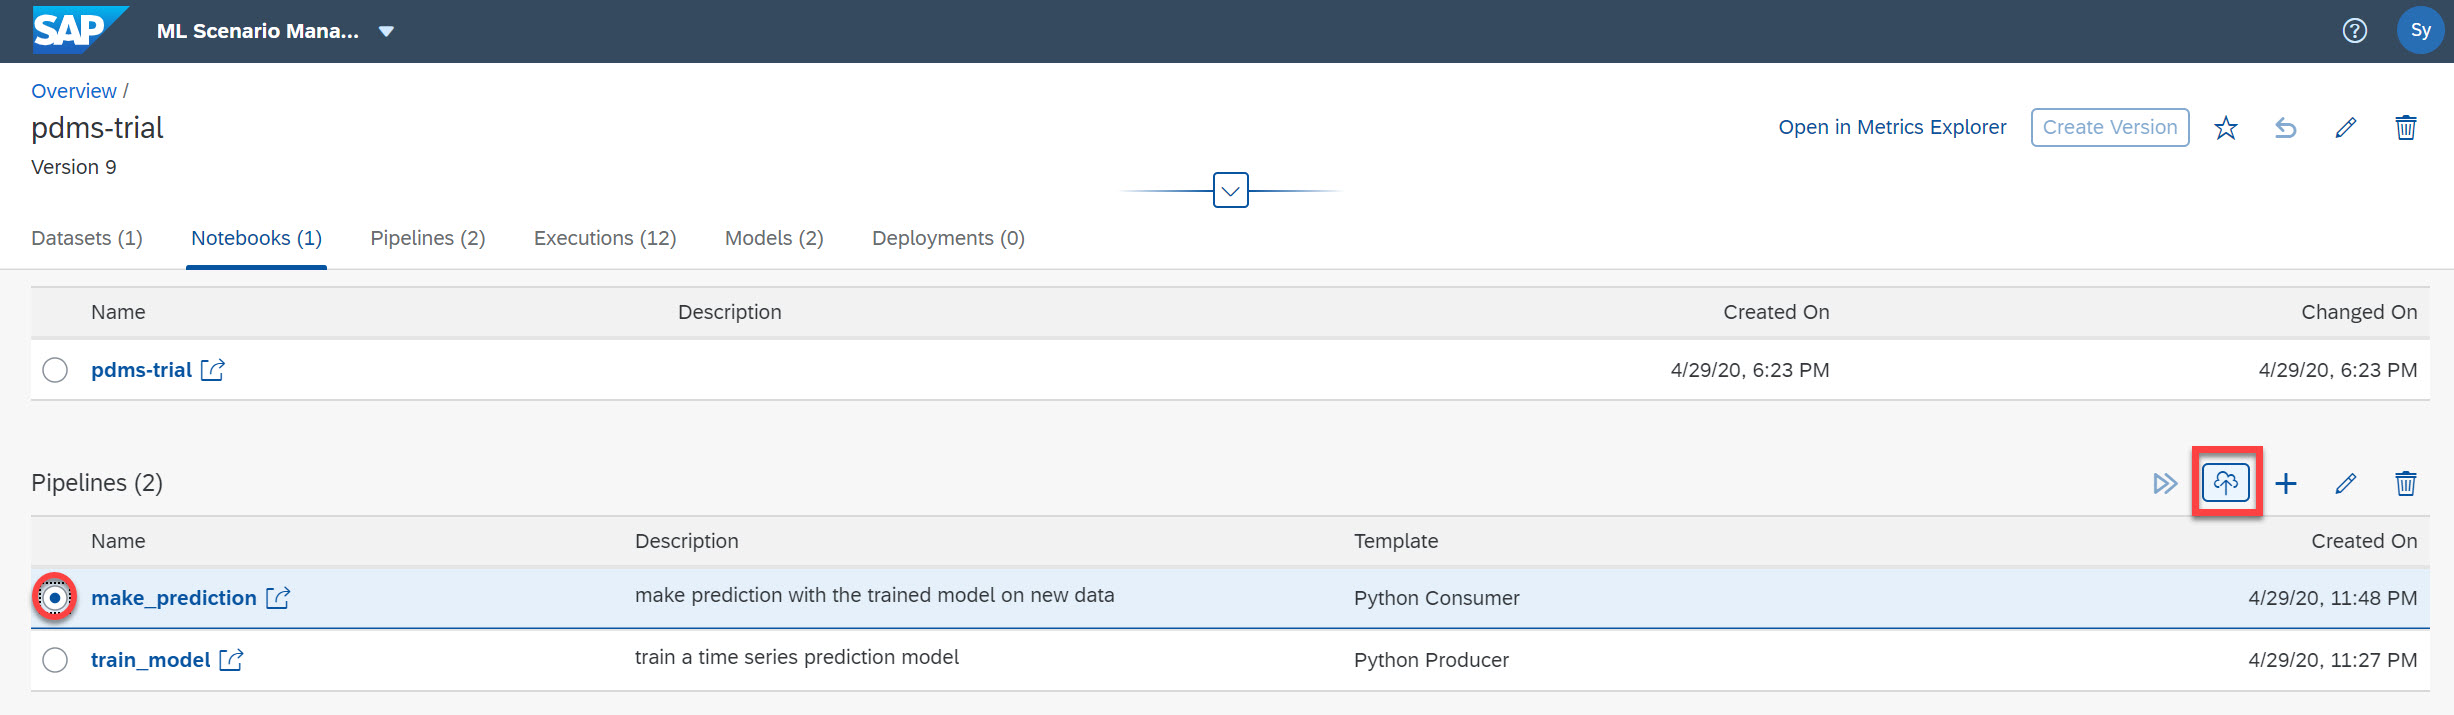 SAP ML Scenario Mana... Sy
Overview /
pdms-trial
Open in Metrics Explorer Create Version
Version 9
Datasets (1) Notebooks (1) Pipelines (2) Executions (12) Models (2) Deployments (0)
Name Description Created On Changed On
pdms-trial 4/29/20, 6:23 PM 4/29/20, 6:23 PM
Pipelines (2)
Name Description Template Created On
make_prediction make prediction with the trained model on new data Python Consumer 4/29/20, 11:48 PM
train_model train a time series prediction model Python Producer 4/29/20, 11:27 PM